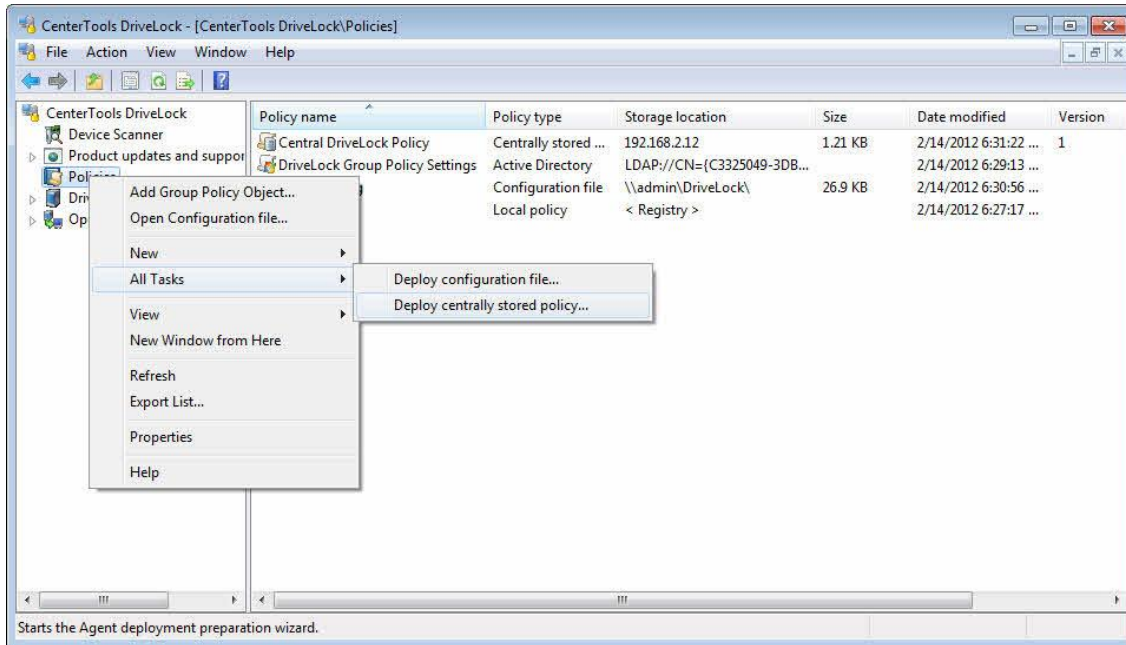 CenterTools DriveLock - [CenterTools DriveLock\Policies]
File Action View Window Help
CenterTools DriveLock
Device Scanner
Product updates and suppor
Policies
Dri
Op
Policy name Policy type Storage location Size Date modified Version
Central DriveLock Policy Centrally stored ... 192.168.2.12 1.21 KB 2/14/2012 6:31:22 ... 1
DriveLock Group Policy Settings Active Directory LDAP://CN={C3325049-3DB... 2/14/2012 6:29:13 ...
Configuration file \\admin\DriveLock\ 26.9 KB 2/14/2012 6:30:56 ...
Local policy < Registry > 2/14/2012 6:27:17 ...
Add Group Policy Object...
Open Configuration file...
New
All Tasks
View
New Window from Here
Refresh
Export List...
Properties
Help
Deploy configuration file...
Deploy centrally stored policy...
Starts the Agent deployment preparation wizard.